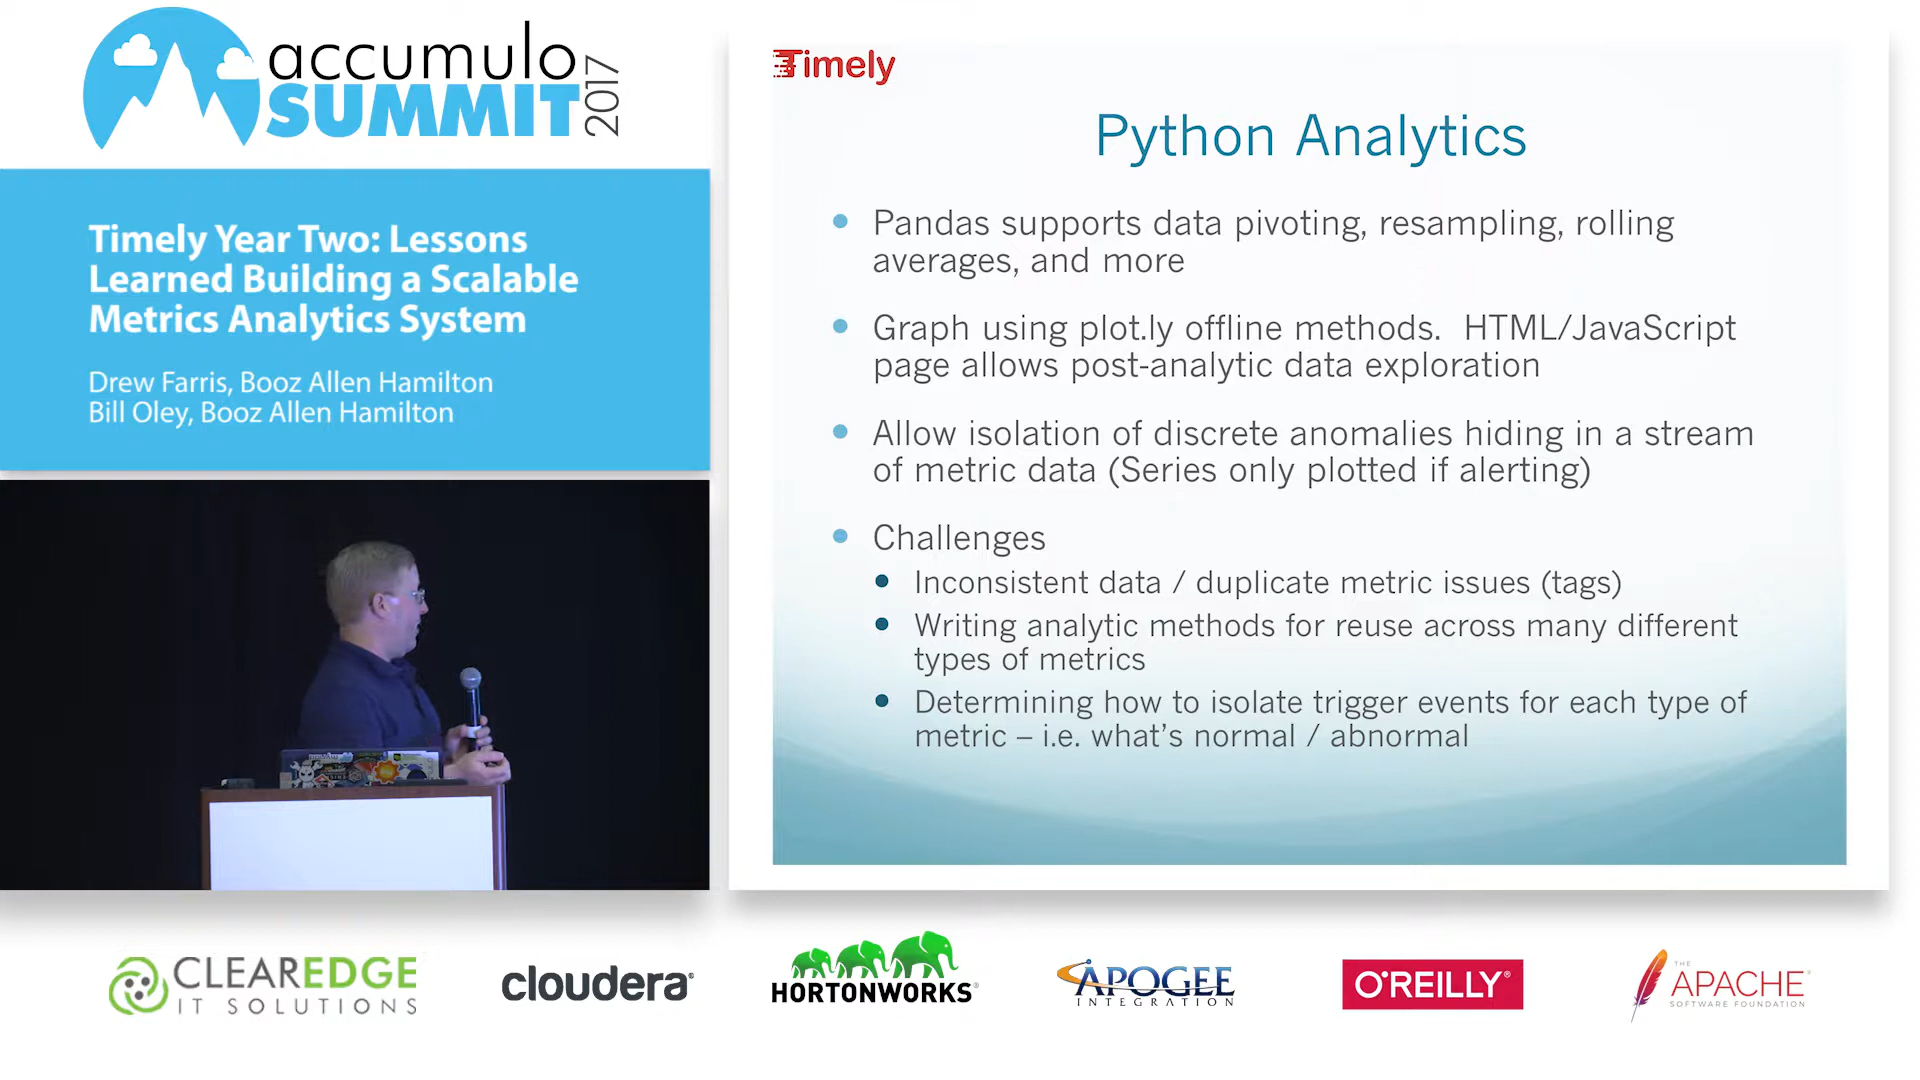 accumulo
SUMMIT
2017
Timely Year Two: Lessons
Learned Building a Scalable
Metrics Analytics System
Drew Farris, Booz Allen Hamilton
Bill Oley, Booz Allen Hamilton
Timely
Python Analytics
• Pandas supports data pivoting, resampling, rolling
averages, and more
• Graph using plot.ly offline methods.  HTML/JavaScript
page allows post-analytic data exploration
• Allow isolation of discrete anomalies hiding in a stream
of metric data (Series only plotted if alerting)
• Challenges
• Inconsistent data / duplicate metric issues (tags)
• Writing analytic methods for reuse across many different
types of metrics
• Determining how to isolate trigger events for each type of
metric – i.e. what's normal / abnormal
CLEAREDGE
IT SOLUTIONS
cloudera®
HORTONWORKS®
APOGEE
INTEGRATION
O'REILLY®
THE
APACHE®
SOFTWARE FOUNDATION